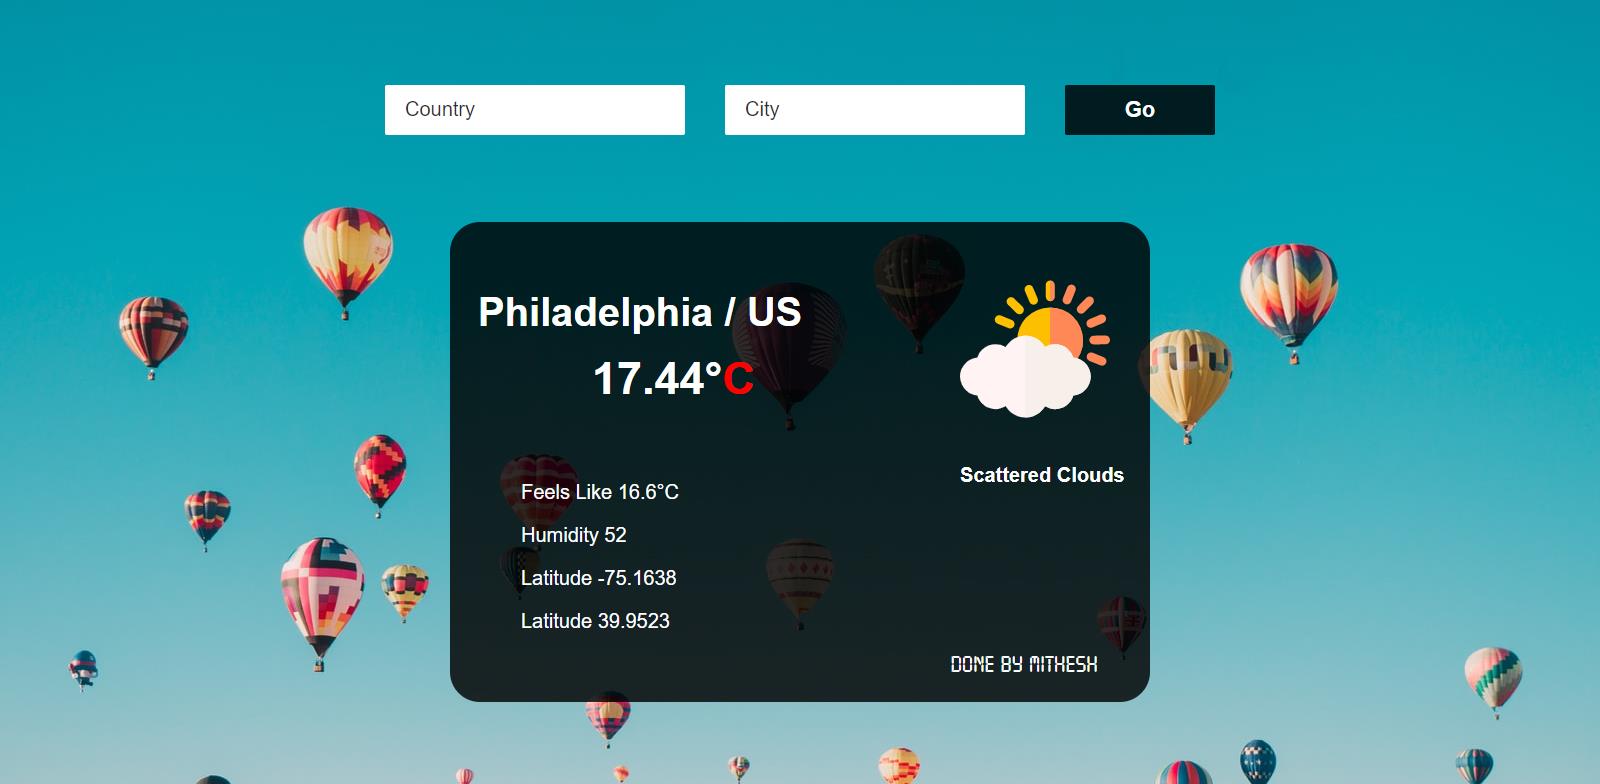 Country
City
Go
Philadelphia / US
17.44°C
Scattered Clouds
Feels Like 16.6°C
Humidity 52
Latitude -75.1638
Latitude 39.9523
DONE BY MITHESH